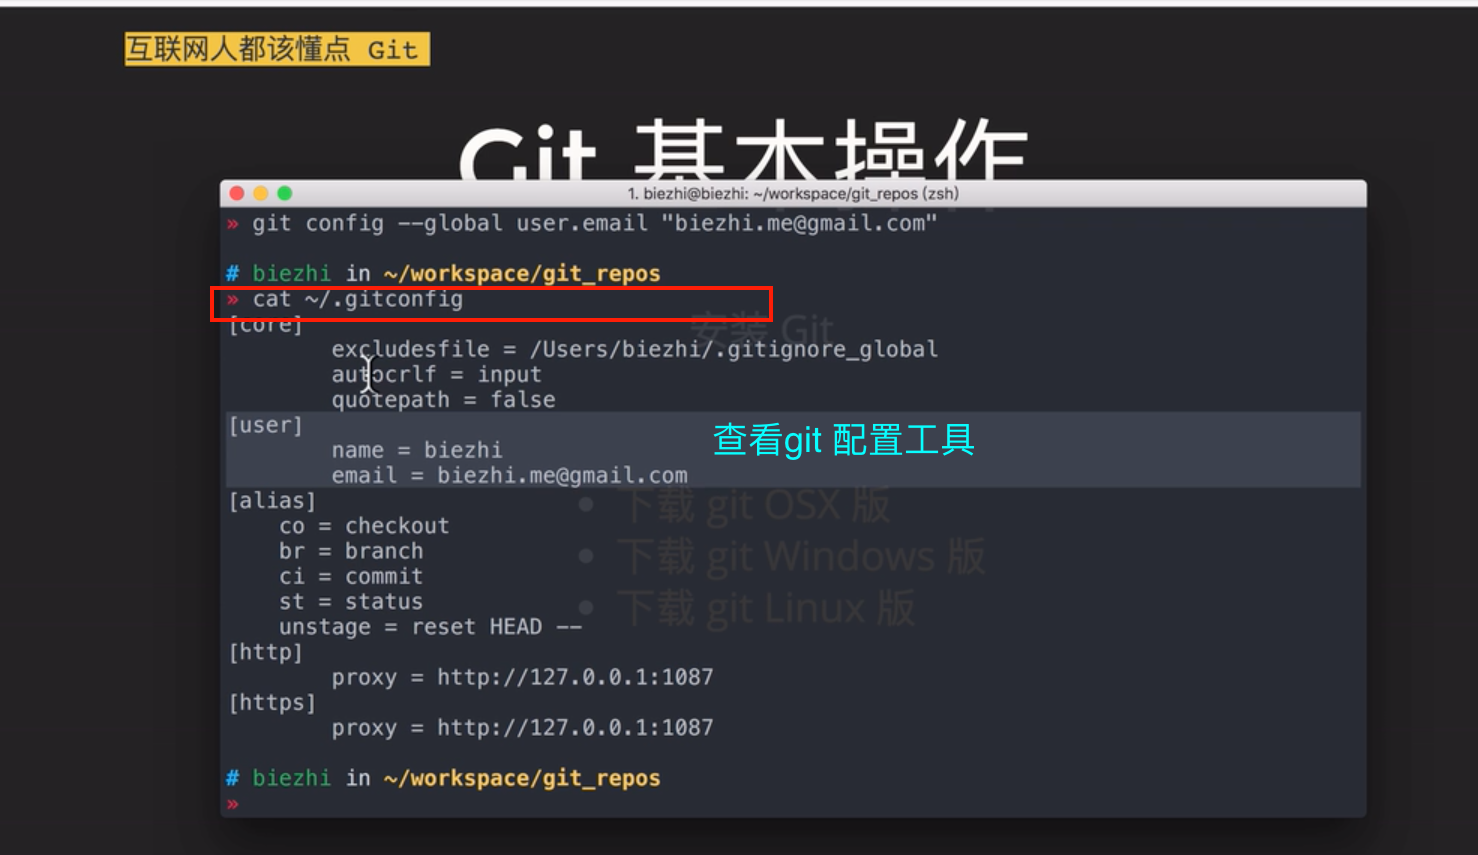 互联网人都该懂点 Git
Git 基本操作
1. biezhi@biezhi: ~/workspace/git_repos (zsh)
» git config --global user.email "biezhi.me@gmail.com"
# biezhi in ~/workspace/git_repos
» cat ~/.gitconfig
[core]
安装 Git
excludesfile = /Users/biezhi/.gitignore_global
autocrlf = input
quotepath = false
[user]
查看git 配置工具
name = biezhi
email = biezhi.me@gmail.com
[alias]
• 下载 git OSX 版
co = checkout
br = branch
• 下载 git Windows 版
ci = commit
st = status
• 下载 git Linux 版
unstage = reset HEAD --
[http]
proxy = http://127.0.0.1:1087
[https]
proxy = http://127.0.0.1:1087
# biezhi in ~/workspace/git_repos
»